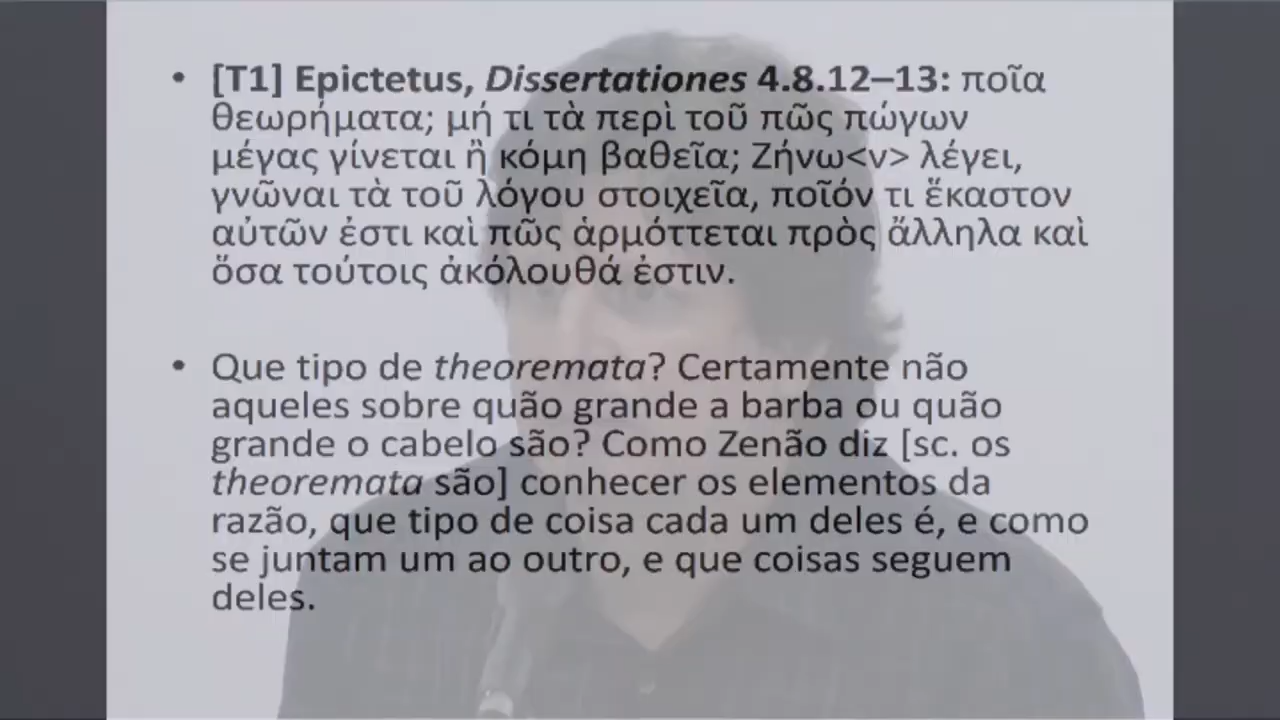 • [T1] Epictetus, Dissertationes 4.8.12–13: ποῖα
θεωρήματα; μή τι τὰ περὶ τοῦ πῶς πώγων
μέγας γίνεται ἢ κόμη βαθεῖα; Ζήνω<ν> λέγει,
γνῶναι τὰ τοῦ λόγου στοιχεῖα, ποῖόν τι ἕκαστον
αὐτῶν ἐστι καὶ πῶς ἁρμόττεται πρὸς ἄλληλα καὶ
ὅσα τούτοις ἀκόλουθά ἐστιν.
• Que tipo de theoremata? Certamente não
aqueles sobre quão grande a barba ou quão
grande o cabelo são? Como Zenão diz [sc. os
theoremata são] conhecer os elementos da
razão, que tipo de coisa cada um deles é, e como
se juntam um ao outro, e que coisas seguem
deles.